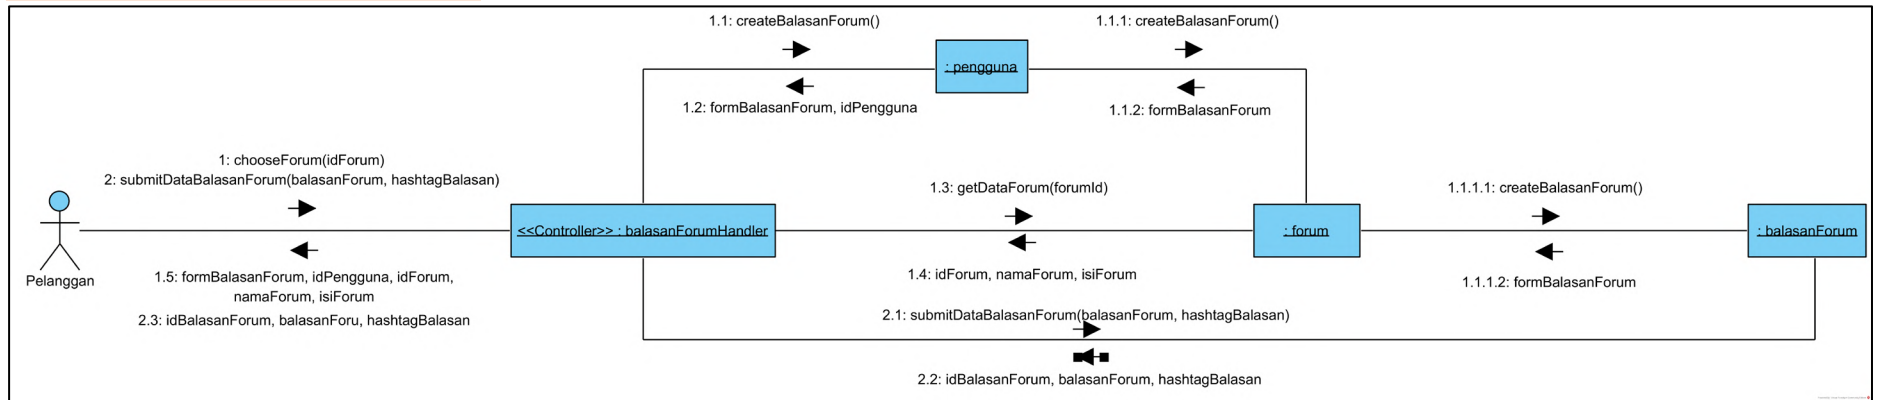 1.1: createBalasanForum()
1.1.1: createBalasanForum()
: pengguna
1.2: formBalasanForum, idPengguna
1.1.2: formBalasanForum
1: chooseForum(idForum)
2: submitDataBalasanForum(balasanForum, hashtagBalasan)
1.3: getDataForum(forumId)
1.1.1.1: createBalasanForum()
<<Controller>> : balasanForumHandler
: forum
: balasanForum
Pelanggan
1.5: formBalasanForum, idPengguna, idForum,
namaForum, isiForum
1.4: idForum, namaForum, isiForum
1.1.1.2: formBalasanForum
2.3: idBalasanForum, balasanForu, hashtagBalasan
2.1: submitDataBalasanForum(balasanForum, hashtagBalasan)
2.2: idBalasanForum, balasanForum, hashtagBalasan